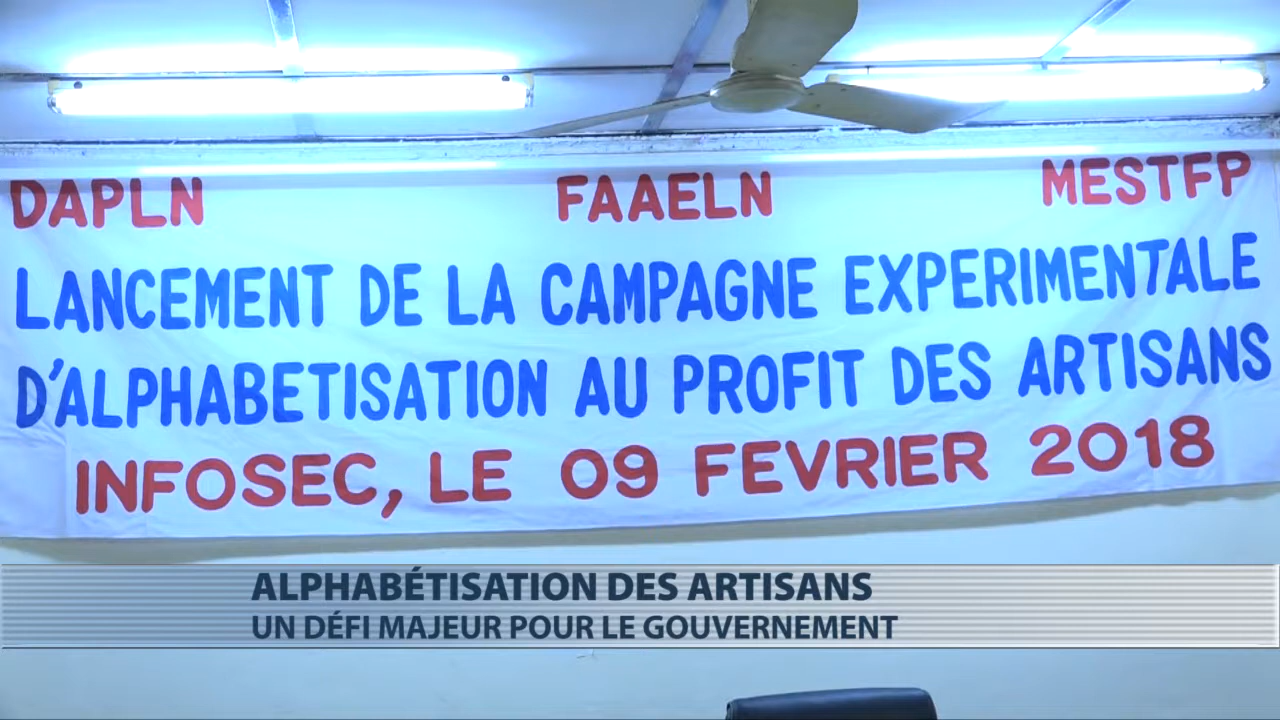 DAPLN FAAELN MESTFP
LANCEMENT DE LA CAMPAGNE EXPERIMENTALE
D'ALPHABETISATION AU PROFIT DES ARTISANS
INFOSEC, LE 09 FEVRIER 2018
ALPHABÉTISATION DES ARTISANS
UN DÉFI MAJEUR POUR LE GOUVERNEMENT